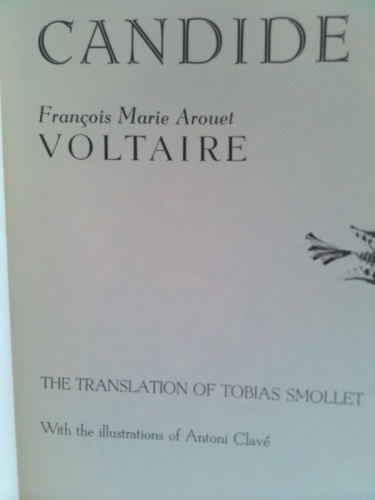 CANDIDE
François Marie Arouet
VOLTAIRE
THE TRANSLATION OF TOBIAS SMOLLET
With the illustrations of Antoni Clavé